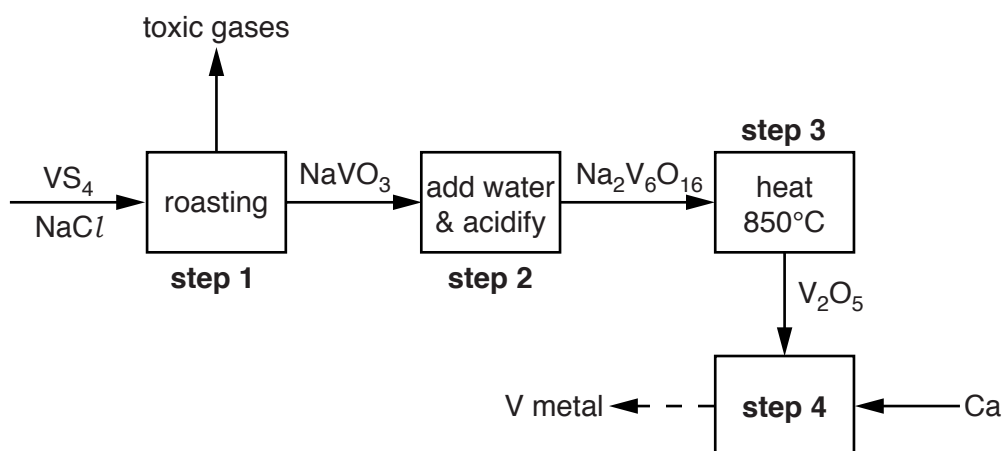 toxic gases
step 3
VS₄
NaCl
roasting
NaVO₃
add water
& acidify
Na₂V₆O₁₆
heat
850°C
step 1
step 2
V₂O₅
V metal
step 4
Ca